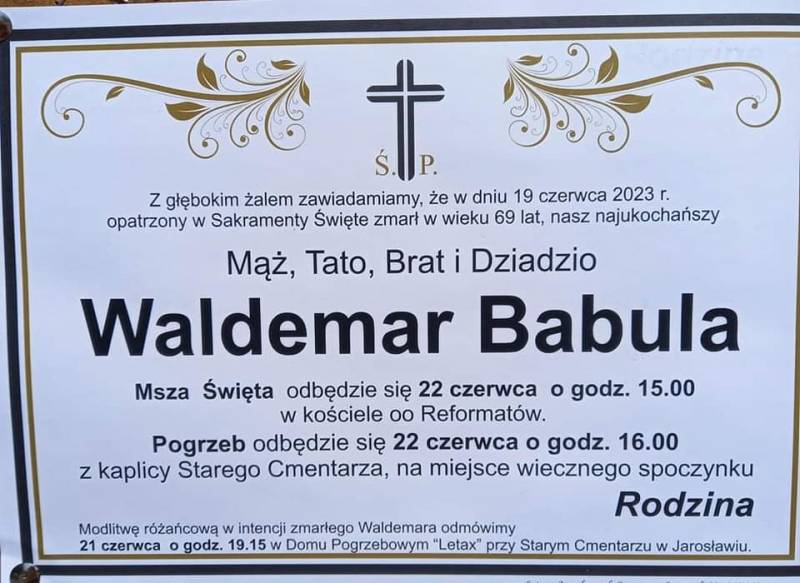 Ś. P.
Z głębokim żalem zawiadamiamy, że w dniu 19 czerwca 2023 r.
opatrzony w Sakramenty Święte zmarł w wieku 69 lat, nasz najukochańszy
Mąż, Tato, Brat i Dziadzio
Waldemar Babula
Msza Święta odbędzie się 22 czerwca o godz. 15.00
w kościele oo Reformatów.
Pogrzeb odbędzie się 22 czerwca o godz. 16.00
z kaplicy Starego Cmentarza, na miejsce wiecznego spoczynku
Rodzina
Modlitwę różańcową w intencji zmarłego Waldemara odmówimy
21 czerwca o godz. 19.15 w Domu Pogrzebowym "Letax" przy Starym Cmentarzu w Jarosławiu.